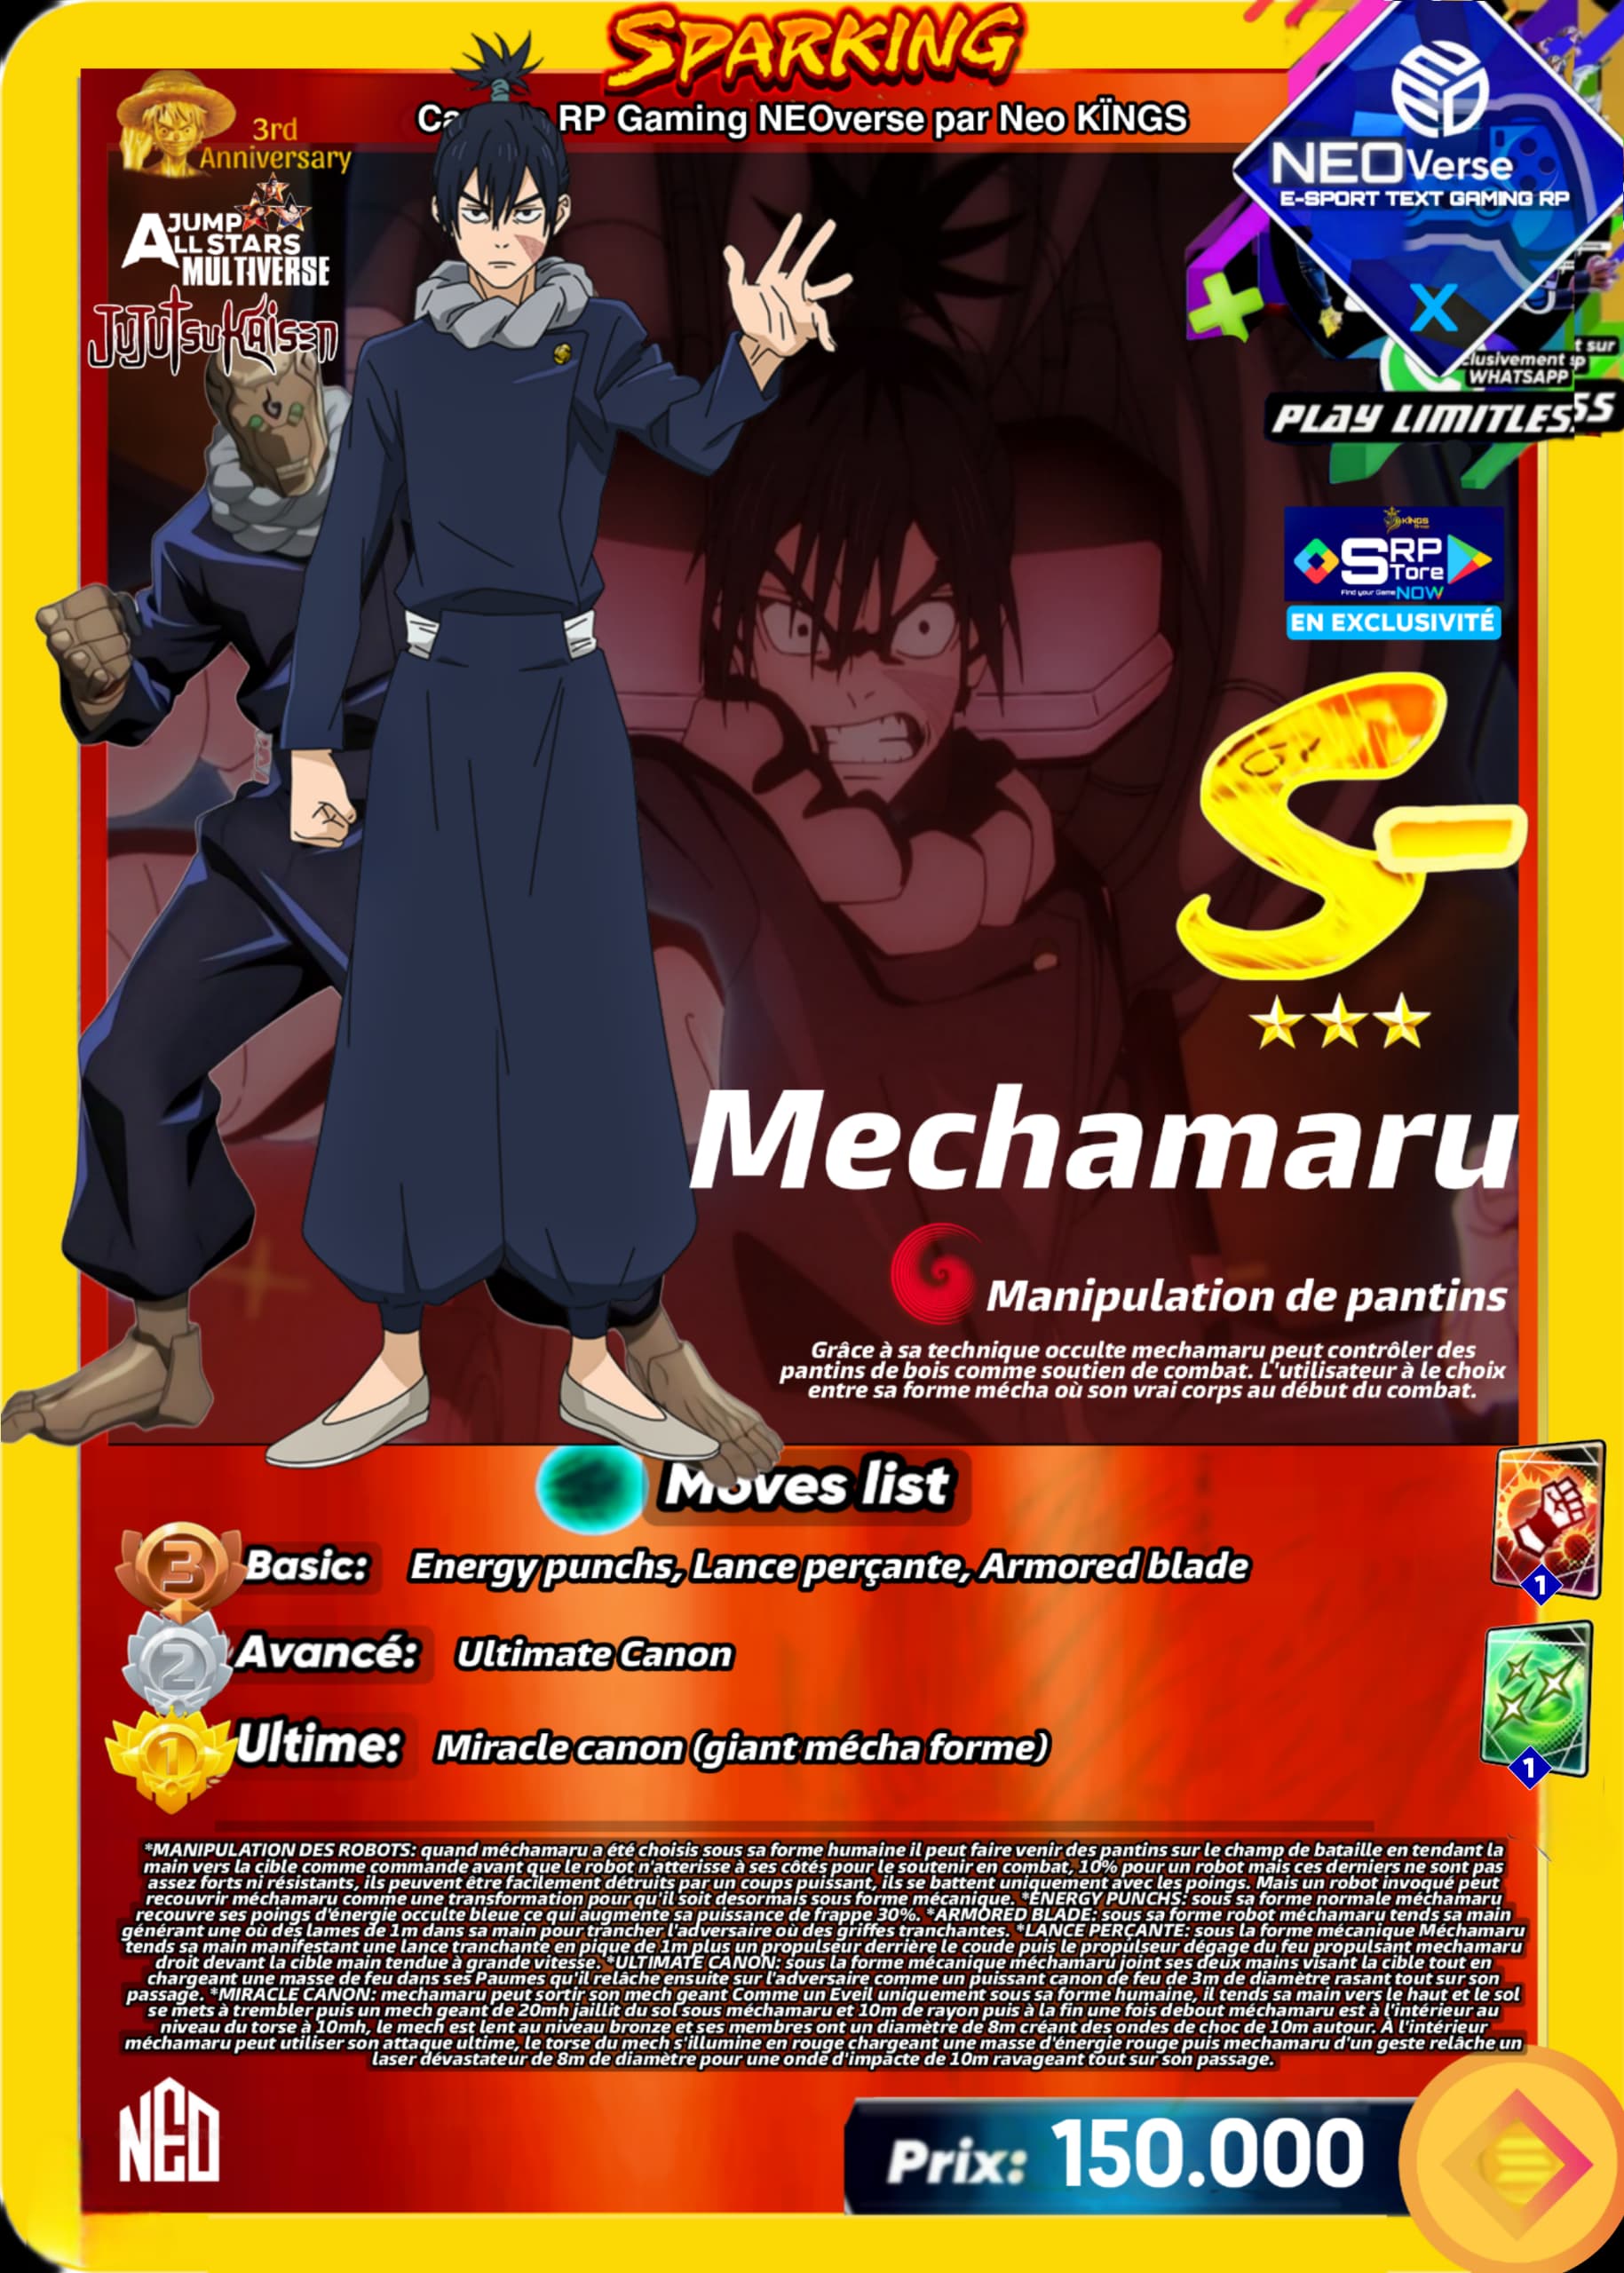 SPARKING
Ca RP Gaming NEOverse par Neo KÏNGS
3rd
Anniversary
JUMP
ALL STARS
MULTIVERSE
JUJUTSU KAISEN
NEOVerse
E-SPORT TEXT GAMING RP
X
t sur
clusivement sp
WHATSAPP
PLAY LIMITLESS
SS
KINGS
SRP
Tore
Find your Game NOW
EN EXCLUSIVITÉ
S-
Mechamaru
Manipulation de pantins
Grâce à sa technique occulte mechamaru peut contrôler des
pantins de bois comme soutien de combat. L'utilisateur à le choix
entre sa forme mécha où son vrai corps au début du combat.
Moves list
3 Basic: Energy punchs, Lance perçante, Armored blade
1
2 Avancé: Ultimate Canon
1 Ultime: Miracle canon (giant mécha forme)
1
*MANIPULATION DES ROBOTS: quand méchamaru a été choisis sous sa forme humaine il peut faire venir des pantins sur le champ de bataille en tendant la
main vers la cible comme commande avant que le robot n'atterisse à ses côtés pour le soutenir en combat, 10% pour un robot mais ces derniers ne sont pas
assez forts ni résistants, ils peuvent être facilement détruits par un coups puissant, ils se battent uniquement avec les poings. Mais un robot invoqué peut
recouvrir méchamaru comme une transformation pour qu'il soit desormais sous forme mécanique. *ENERGY PUNCHS: sous sa forme normale méchamaru
recouvre ses poings d'énergie occulte bleue ce qui augmente sa puissance de frappe 30%. *ARMORED BLADE: sous sa forme robot méchamaru tends sa main
générant une où des lames de 1m dans sa main pour trancher l'adversaire où des griffes tranchantes. *LANCE PERÇANTE: sous la forme mécanique Méchamaru
tends sa main manifestant une lance tranchante en pique de 1m plus un propulseur derrière le coude puis le propulseur dégage du feu propulsant mechamaru
droit devant la cible main tendue à grande vitesse. *ULTIMATE CANON: sous la forme mécanique méchamaru joint ses deux mains visant la cible tout en
chargeant une masse de feu dans ses Paumes qu'il relâche ensuite sur l'adversaire comme un puissant canon de feu de 3m de diamètre rasant tout sur son
passage. *MIRACLE CANON: mechamaru peut sortir son mech geant Comme un Eveil uniquement sous sa forme humaine, il tends sa main vers le haut et le sol
se mets à trembler puis un mech geant de 20mh jaillit du sol sous méchamaru et 10m de rayon puis à la fin une fois debout méchamaru est à l'intérieur au
niveau du torse à 10mh, le mech est lent au niveau bronze et ses membres ont un diamètre de 8m créant des ondes de choc de 10m autour. À l'intérieur
méchamaru peut utiliser son attaque ultime, le torse du mech s'illumine en rouge chargeant une masse d'énergie rouge puis mechamaru d'un geste relâche un
laser dévastateur de 8m de diamètre pour une onde d'impacte de 10m ravageant tout sur son passage.
NEO
Prix: 150.000